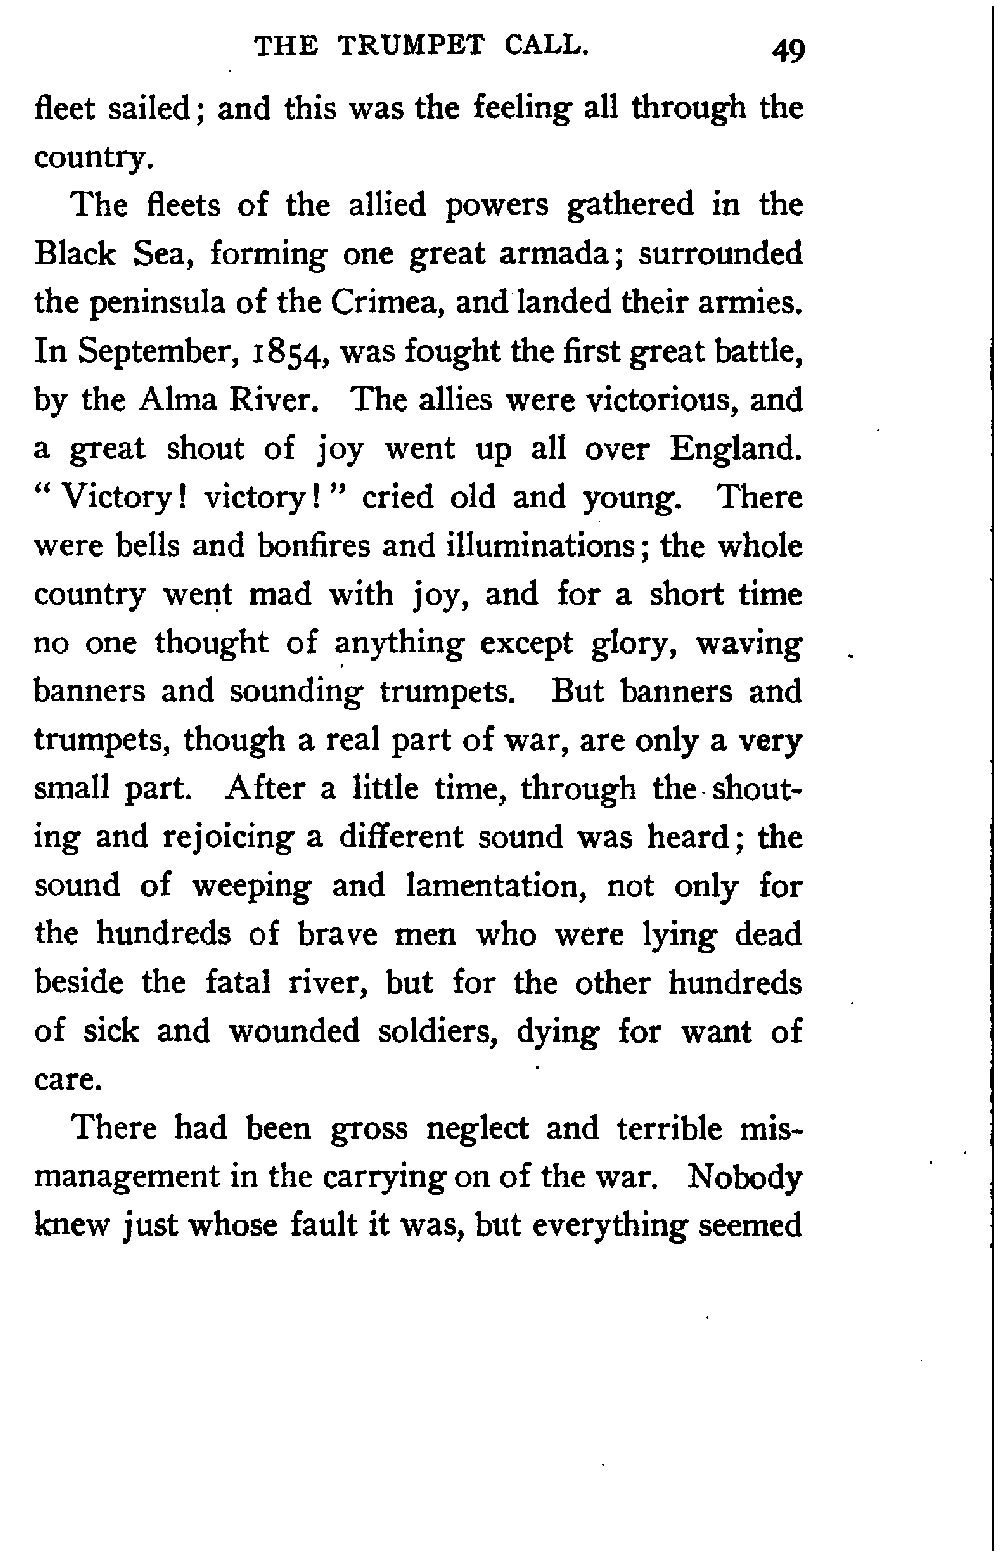 THE TRUMPET CALL. 49
fleet sailed; and this was the feeling all through the
country.
The fleets of the allied powers gathered in the
Black Sea, forming one great armada; surrounded
the peninsula of the Crimea, and landed their armies.
In September, 1854, was fought the first great battle,
by the Alma River. The allies were victorious, and
a great shout of joy went up all over England.
“Victory! victory!” cried old and young. There
were bells and bonfires and illuminations; the whole
country went mad with joy, and for a short time
no one thought of anything except glory, waving
banners and sounding trumpets. But banners and
trumpets, though a real part of war, are only a very
small part. After a little time, through the shout-
ing and rejoicing a different sound was heard; the
sound of weeping and lamentation, not only for
the hundreds of brave men who were lying dead
beside the fatal river, but for the other hundreds
of sick and wounded soldiers, dying for want of
care.
There had been gross neglect and terrible mis-
management in the carrying on of the war. Nobody
knew just whose fault it was, but everything seemed